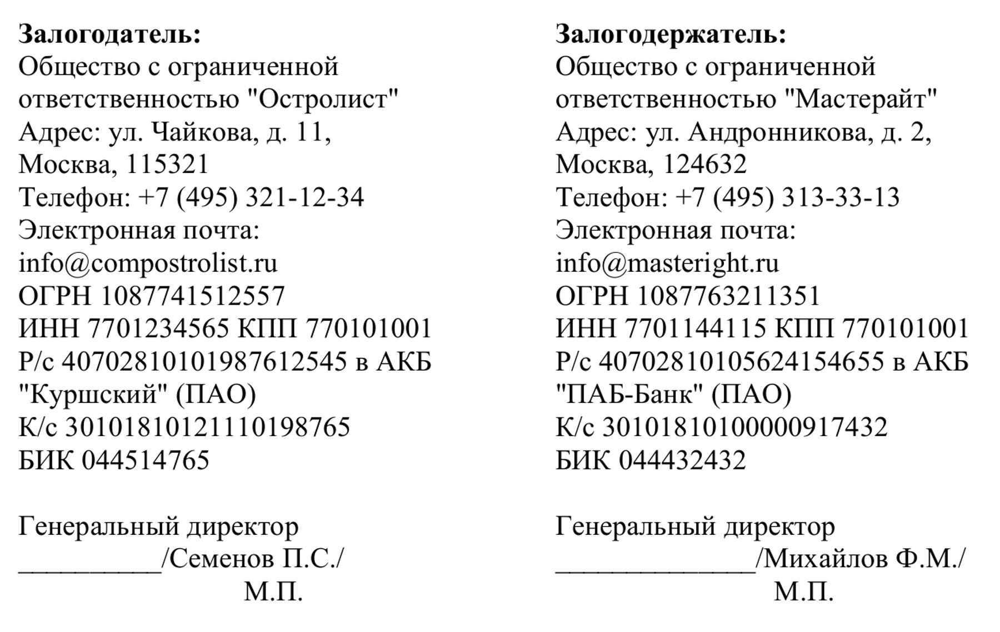 Залогодатель:
Общество с ограниченной
ответственностью "Остролист"
Адрес: ул. Чайкова, д. 11,
Москва, 115321
Телефон: +7 (495) 321-12-34
Электронная почта:
info@compostrolist.ru
ОГРН 1087741512557
ИНН 7701234565 КПП 770101001
Р/с 40702810101987612545 в АКБ
"Куршский" (ПАО)
К/с 30101810121110198765
БИК 044514765
Генеральный директор
__________/Семенов П.С./
М.П.
Залогодержатель:
Общество с ограниченной
ответственностью "Мастерайт"
Адрес: ул. Андронникова, д. 2,
Москва, 124632
Телефон: +7 (495) 313-33-13
Электронная почта:
info@masteright.ru
ОГРН 1087763211351
ИНН 7701144115 КПП 770101001
Р/с 40702810105624154655 в АКБ
"ПАБ-Банк" (ПАО)
К/с 30101810100000917432
БИК 044432432
Генеральный директор
______________/Михайлов Ф.М./
М.П.